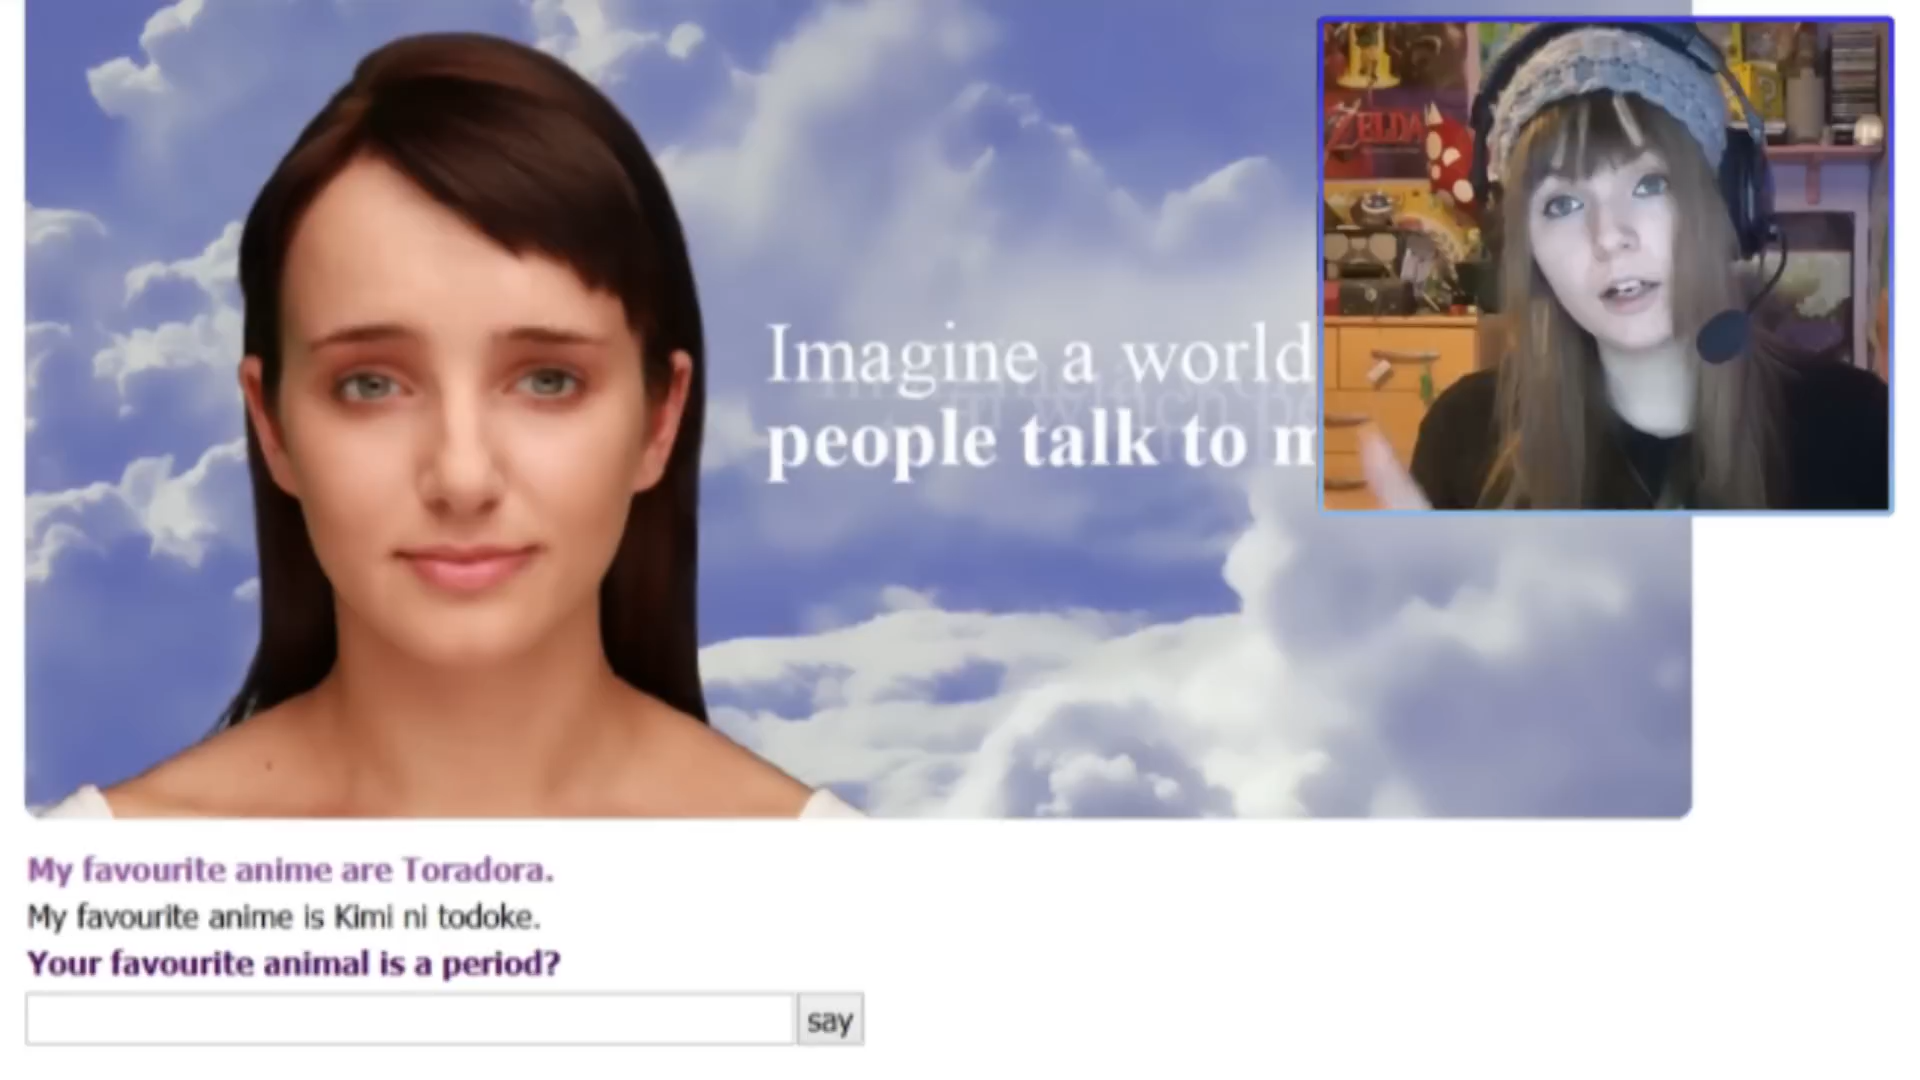 Imagine a world
people talk to m
ZELDA
My favourite anime are Toradora.
My favourite anime is Kimi ni todoke.
Your favourite animal is a period?
say